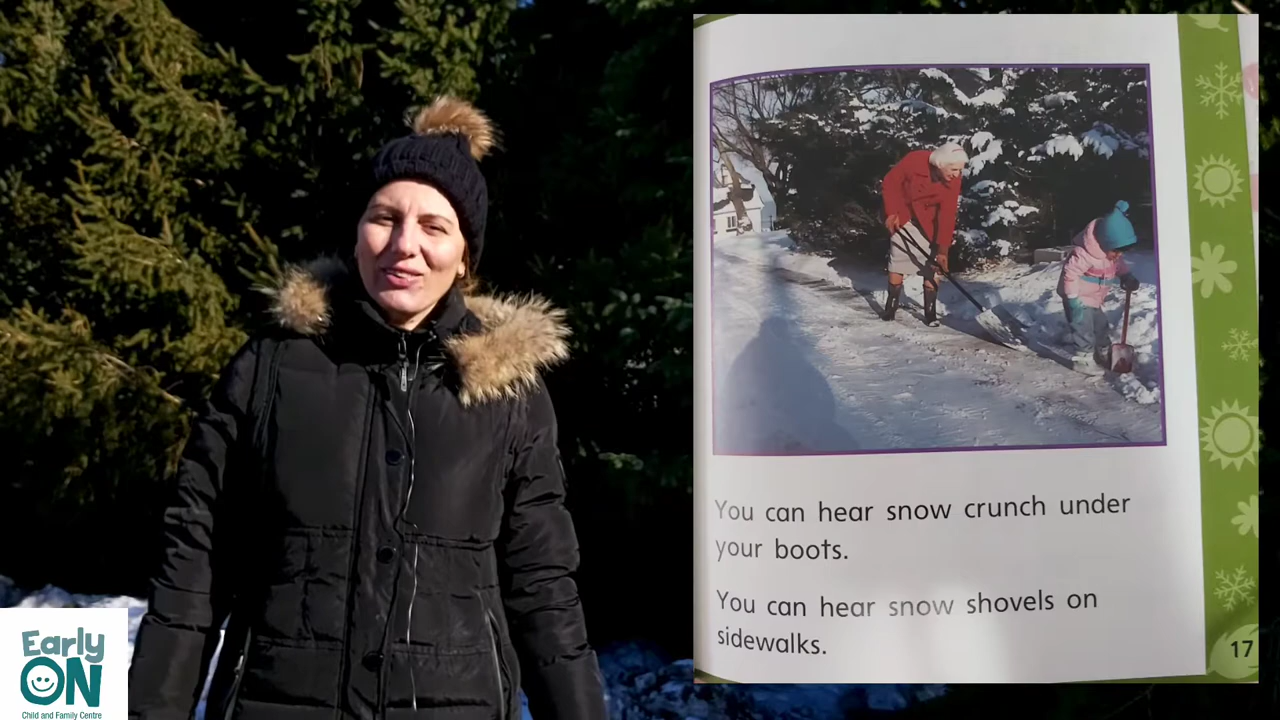 You can hear snow crunch under
your boots.
You can hear snow shovels on
sidewalks.
17
Early
ON
Child and Family Centre